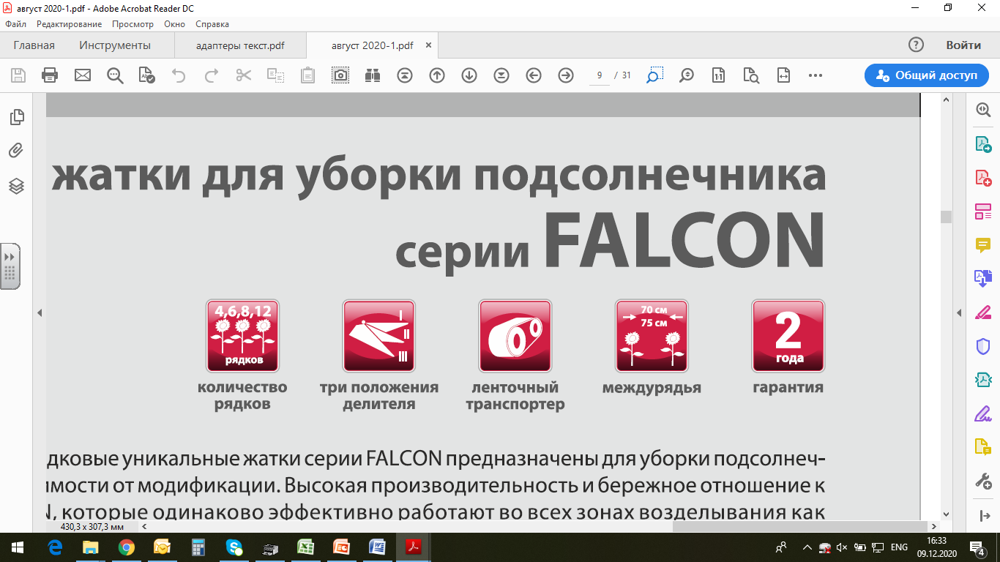 август 2020-1.pdf - Adobe Acrobat Reader DC
Файл Редактирование Просмотр Окно Справка
Главная Инструменты адаптеры текст.pdf август 2020-1.pdf × Войти
9 / 31 Общий доступ
жатки для уборки подсолнечника
серии FALCON
4,6,8,12
рядков
I
II
III
70 см
75 см
2
года
количество
рядков
три положения
делителя
ленточный
транспортер
междурядья
гарантия
дковые уникальные жатки серии FALCON предназначены для уборки подсолнеч-
мости от модификации. Высокая производительность и бережное отношение к
N, которые одинаково эффективно работают во всех зонах возделывания как
430,3 x 307,3 мм
ENG
16:33
09.12.2020
4